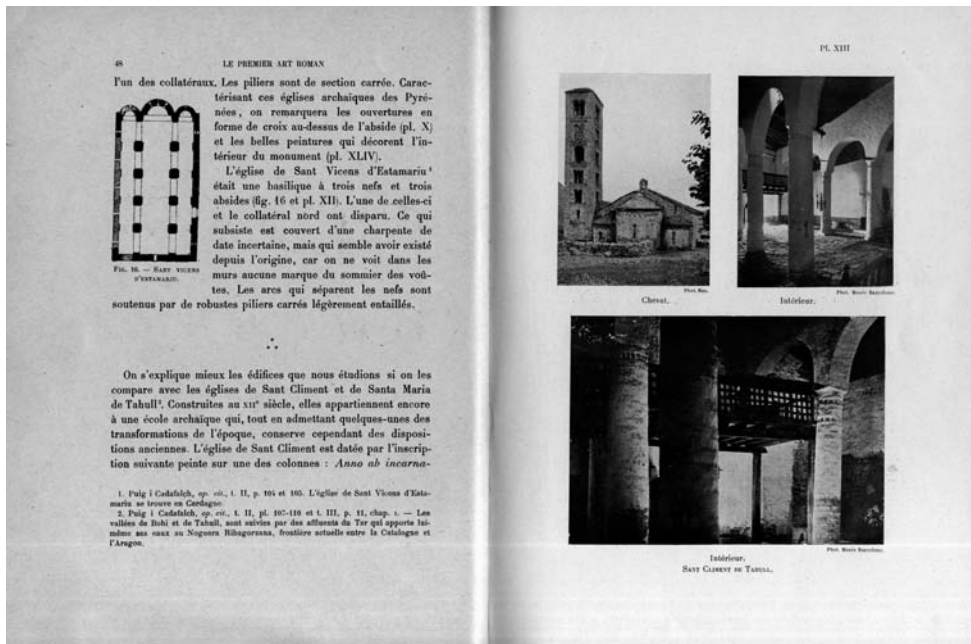 48 LE PREMIER ART ROMAN
l'un des collatéraux. Les piliers sont de section carrée. Carac-
térisant ces églises archaïques des Pyré-
nées, on remarquera les ouvertures en
forme de croix au-dessus de l'abside (pl. X)
et les belles peintures qui décorent l'in-
térieur du monument (pl. XLIV).
L'église de Sant Vicens d'Estamariu¹
était une basilique à trois nefs et trois
absides (fig. 16 et pl. XII). L'une de celles-ci
et le collatéral nord ont disparu. Ce qui
subsiste est couvert d'une charpente de
date incertaine, mais qui semble avoir existé
depuis l'origine, car on ne voit dans les
murs aucune marque du sommier des voû-
tes. Les arcs qui séparent les nefs sont
soutenus par de robustes piliers carrés légèrement entaillés.
FIG. 16. — SANT VICENS
D'ESTAMARIU.
On s'explique mieux les édifices que nous étudions si on les
compare avec les églises de Sant Climent et de Santa Maria
de Tahull². Construites au XIIe siècle, elles appartiennent encore
à une école archaïque qui, tout en admettant quelques-unes des
transformations de l'époque, conserve cependant des disposi-
tions anciennes. L'église de Sant Climent est datée par l'inscrip-
tion suivante peinte sur une des colonnes : Anno ab incarna-
1. Puig i Cadafalch, op. cit., t. II, p. 104 et 105. L'église de Sant Vicens d'Esta-
mariu se trouve en Cerdagne.
2. Puig i Cadafalch, op. cit., t. II, pl. 107-110 et t. III, p. 11, chap. I. — Les
vallées de Bohi et de Tahull, sont suivies par des affluents du Ter qui apporte lui-
même ses eaux au Noguera Ribagorzana, frontière actuelle entre la Catalogne et
l'Aragon.
Pl. XIII
Phot. Mas.
Chevet.
Phot. Musée Barcelone.
Intérieur.
Phot. Musée Barcelone.
Intérieur.
SANT CLIMENT DE TAHULL.